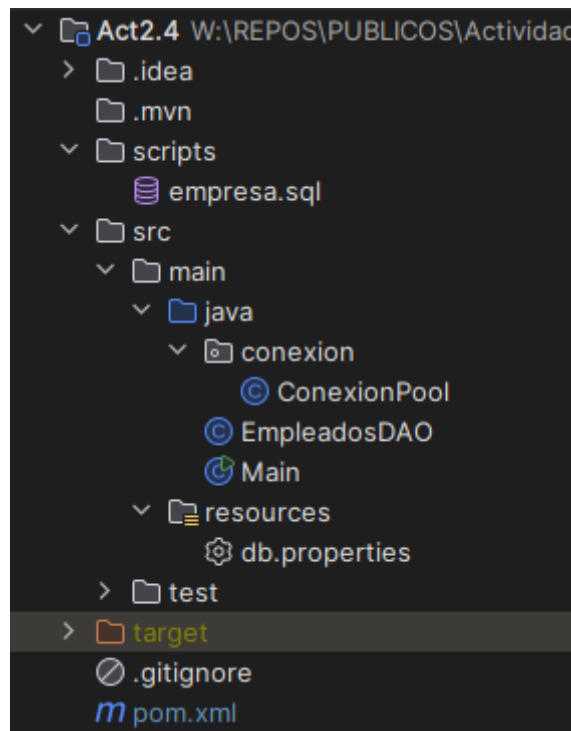 Act2.4 W:\REPOS\PUBLICOS\Actividad
.idea
.mvn
scripts
empresa.sql
src
main
java
conexion
ConexionPool
EmpleadosDAO
Main
resources
db.properties
test
target
.gitignore
pom.xml